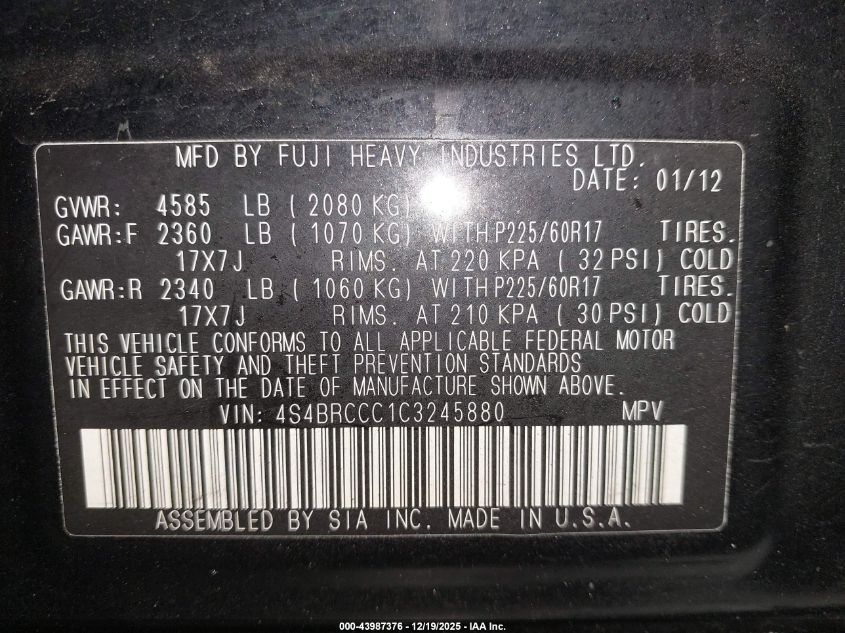 MFD BY FUJI HEAVY INDUSTRIES LTD.
DATE: 01/12
GVWR: 4585 LB ( 2080 KG)
GAWR:F 2360 LB ( 1070 KG) WITH P225/60R17 TIRES.
17X7J RIMS. AT 220 KPA ( 32 PSI) COLD
GAWR:R 2340 LB ( 1060 KG) WITH P225/60R17 TIRES.
17X7J RIMS. AT 210 KPA ( 30 PSI) COLD
THIS VEHICLE CONFORMS TO ALL APPLICABLE FEDERAL MOTOR
VEHICLE SAFETY AND THEFT PREVENTION STANDARDS
IN EFFECT ON THE DATE OF MANUFACTURE SHOWN ABOVE.
VIN: 4S4BRCCC1C3245880 MPV
ASSEMBLED BY SIA INC. MADE IN U.S.A.
000-43987376 - 12/19/2025 - IAA Inc.